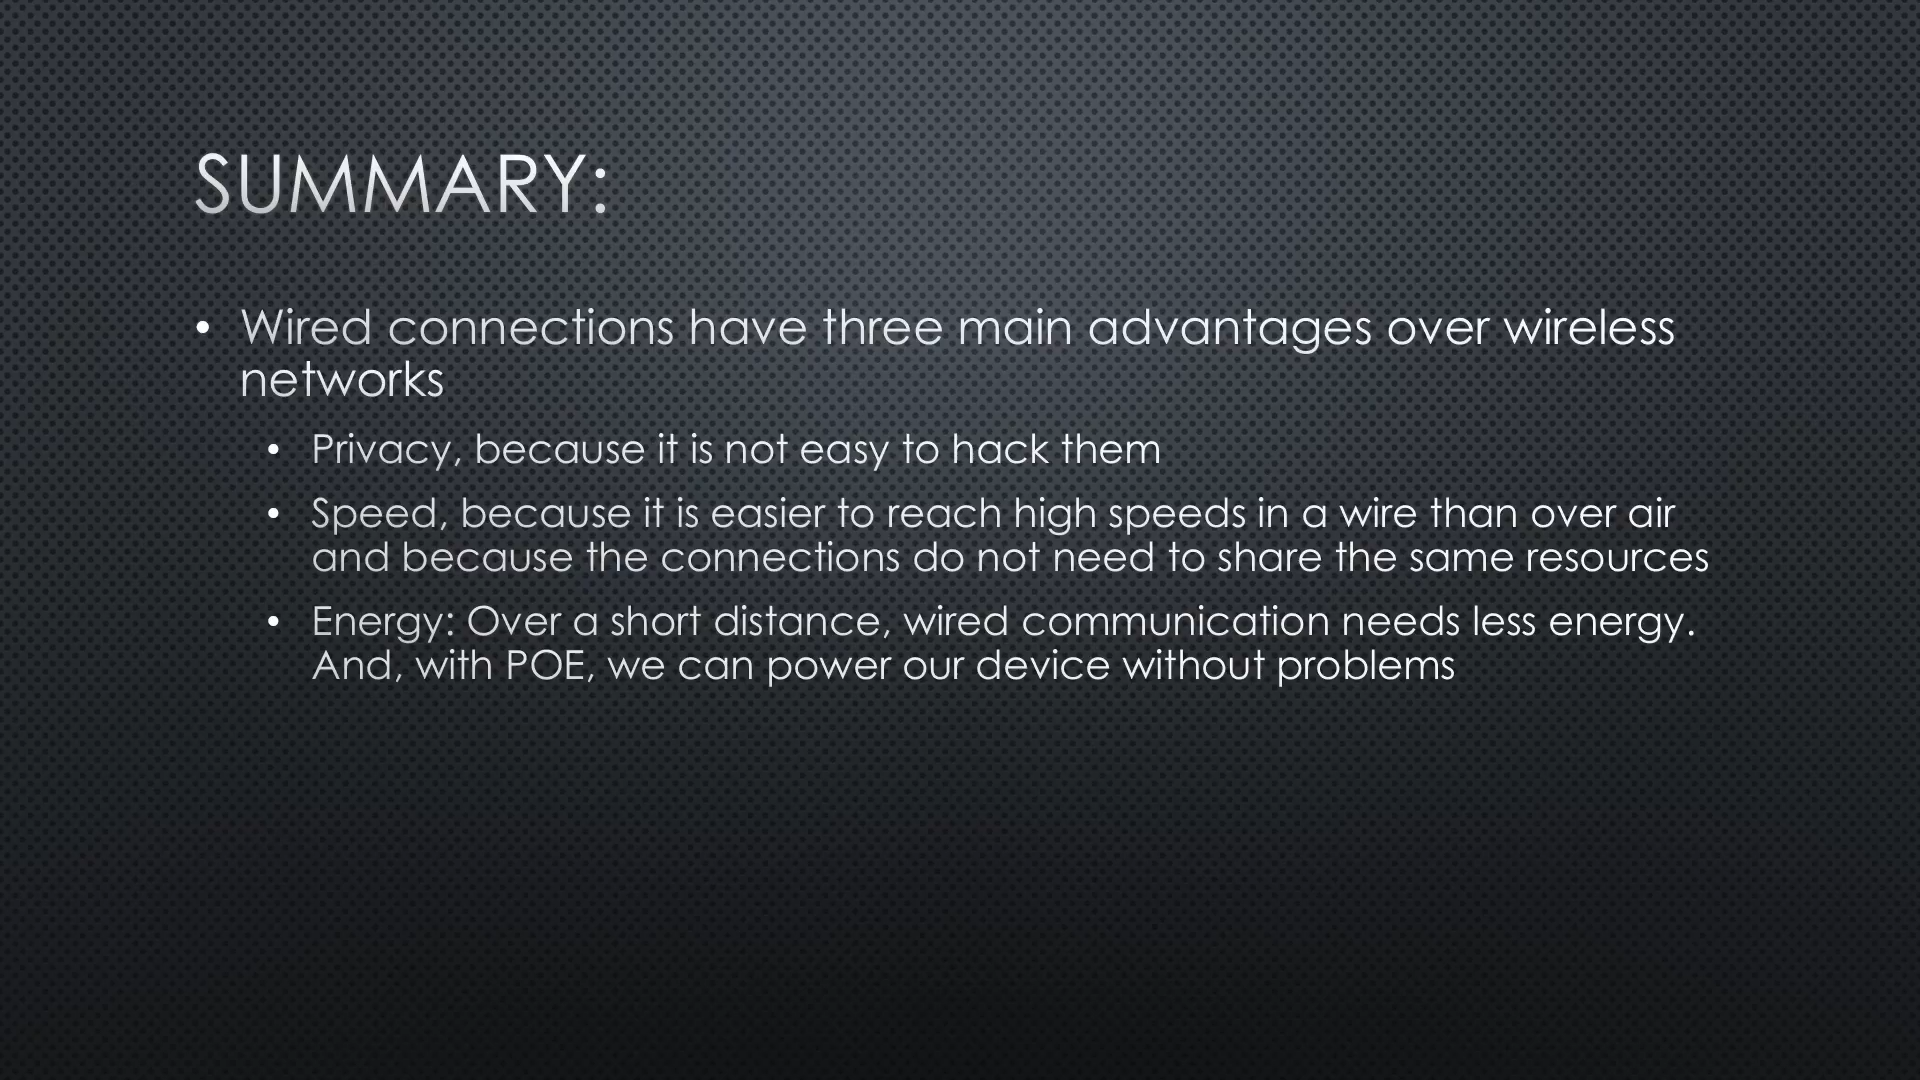 SUMMARY:
• Wired connections have three main advantages over wireless
networks
• Privacy, because it is not easy to hack them
• Speed, because it is easier to reach high speeds in a wire than over air
and because the connections do not need to share the same resources
• Energy: Over a short distance, wired communication needs less energy.
And, with POE, we can power our device without problems